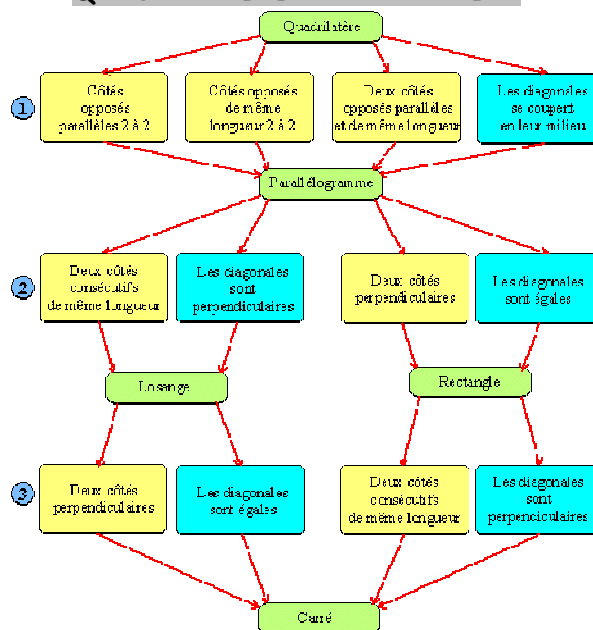 Quadrilatère
1
Côtés
opposés
parallèles 2 à 2
Côtés opposés
de même
longueur 2 à 2
Deux côtés
opposés parallèles
et de même longueur
Les diagonales
se coupent
en leur milieu
Parallélogramme
2
Deux côtés
consécutifs
de même longueur
Les diagonales
sont
perpendiculaires
Deux côtés
perpendiculaires
Les diagonales
sont égales
Losange
Rectangle
3
Deux côtés
perpendiculaires
Les diagonales
sont égales
Deux côtés
consécutifs
de même longueur
Les diagonales
sont
perpendiculaires
Carré